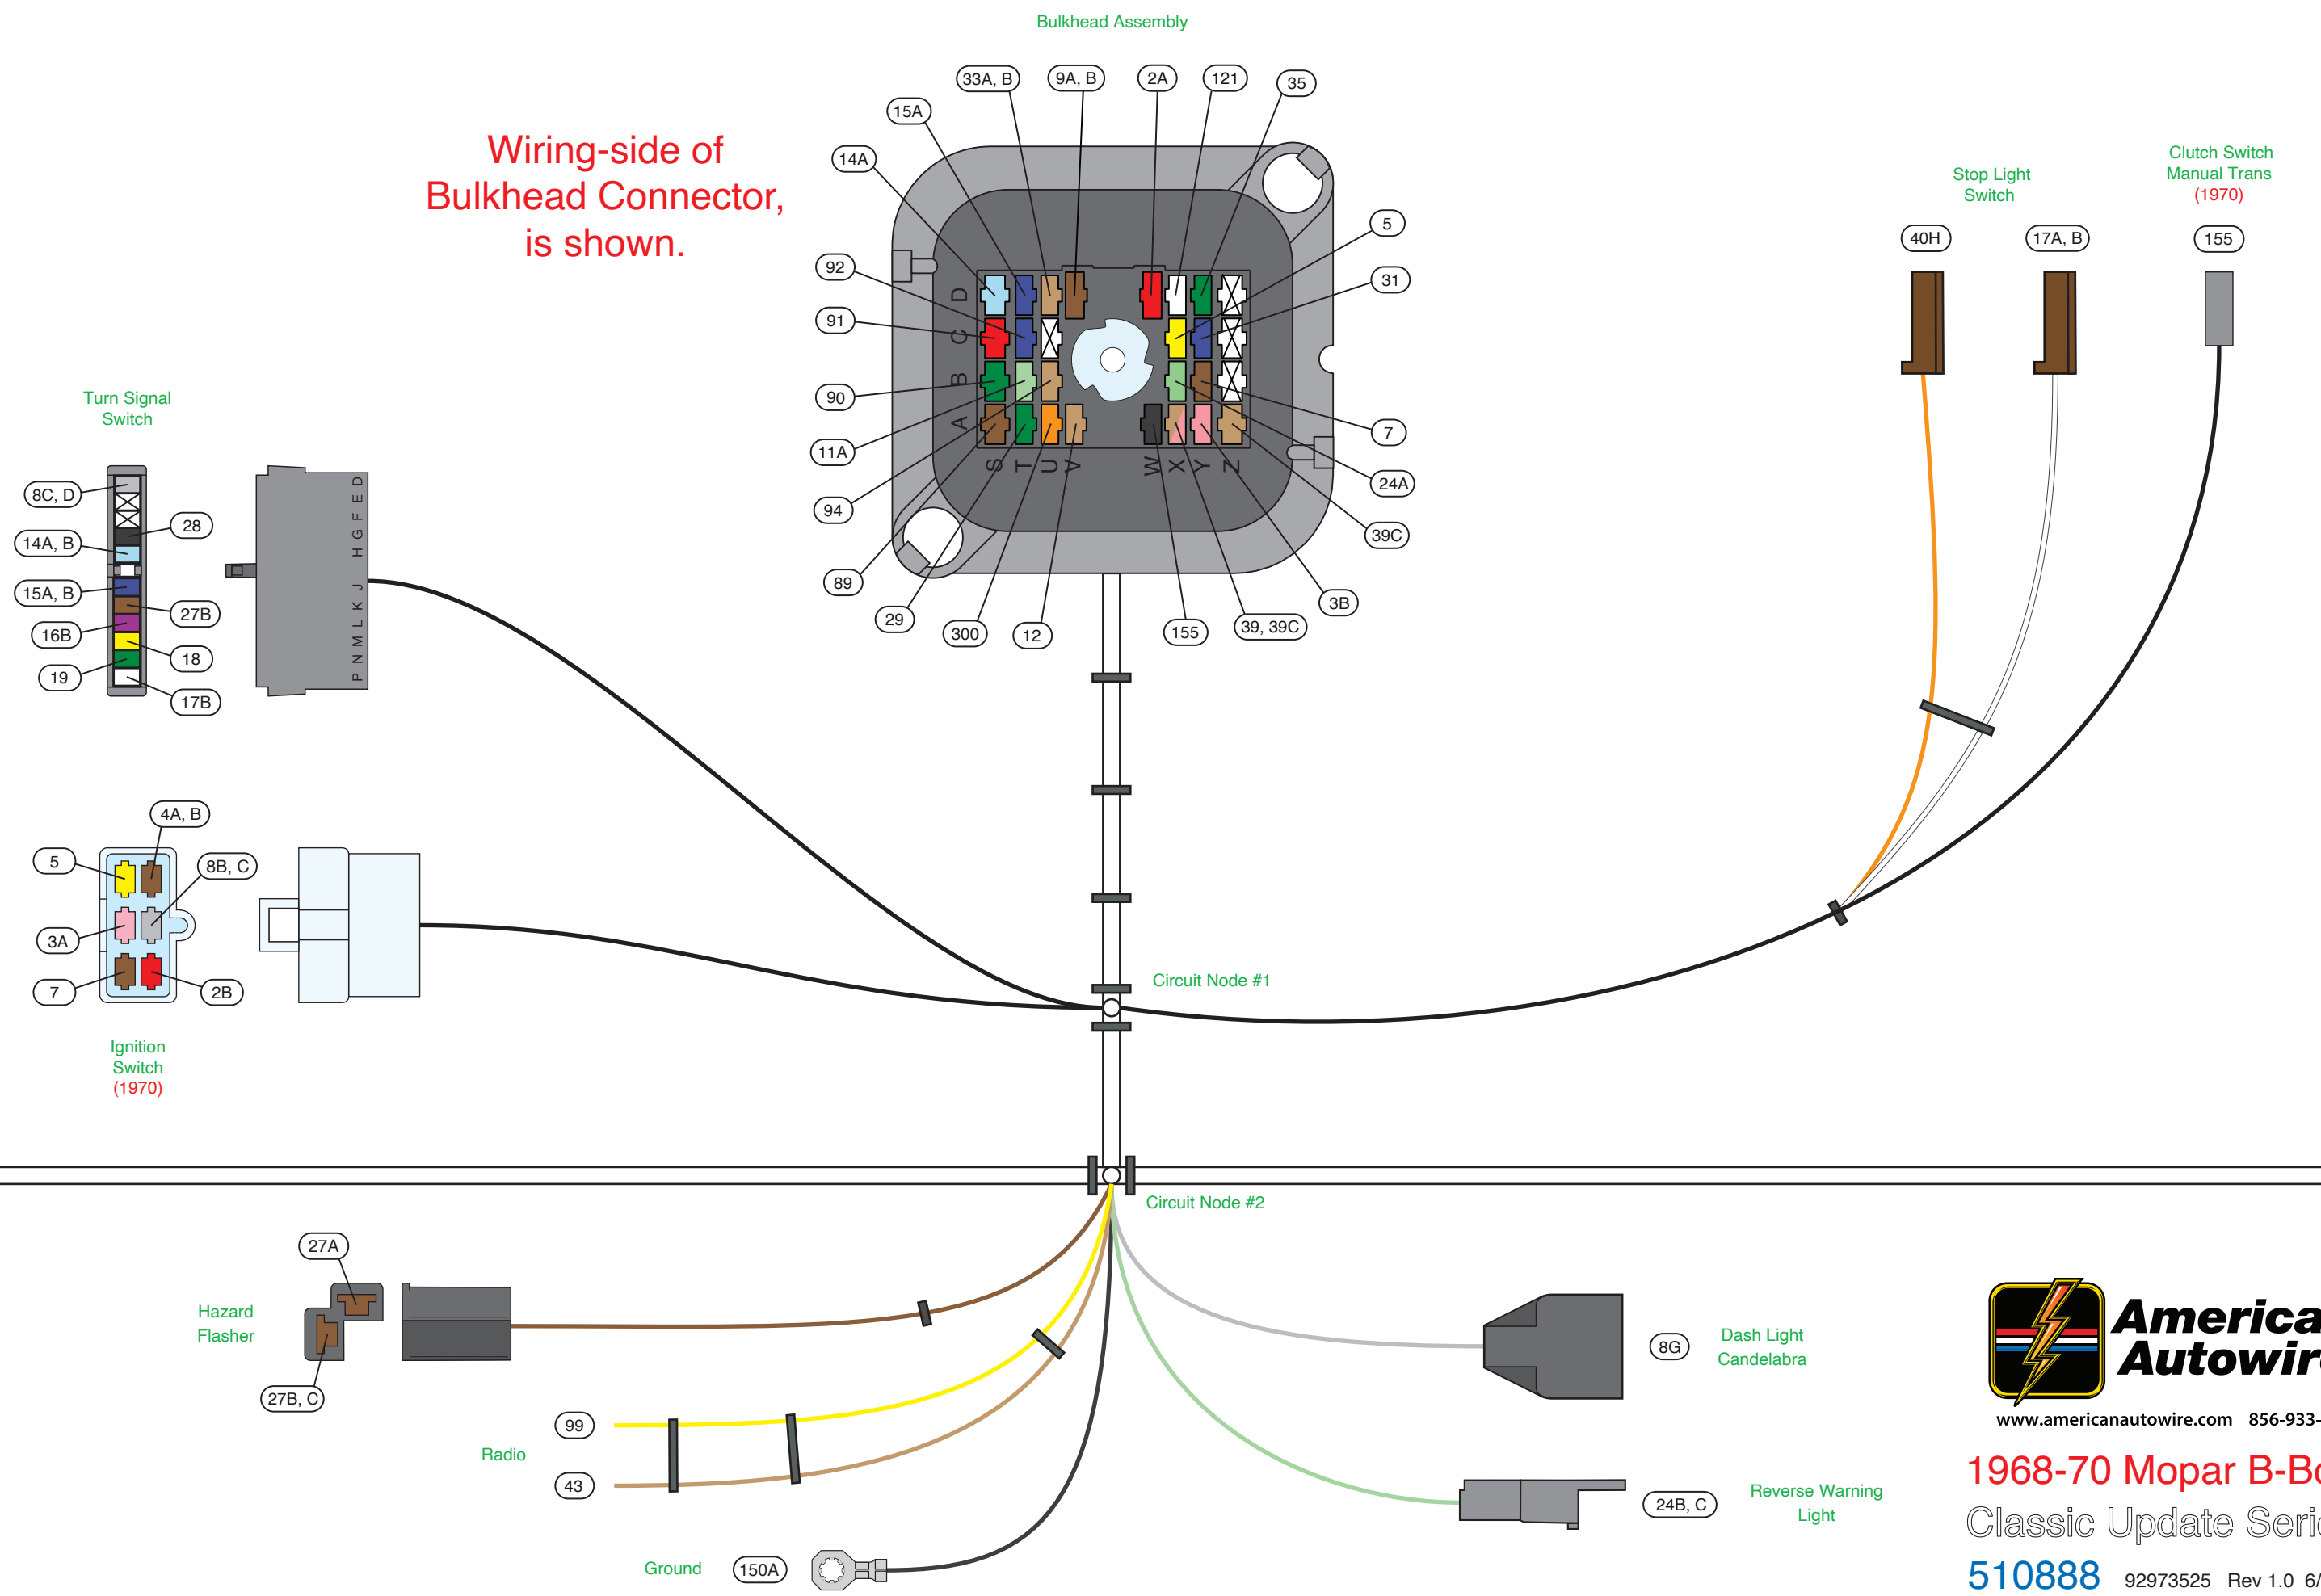 Bulkhead Assembly
33A, B
9A, B
2A
121
35
15A
14A
Wiring-side of
Bulkhead Connector,
is shown.
92
91
90
11A
94
89
29
300
12
155
39, 39C
3B
39C
24A
7
31
5
D
C
B
A
S T U V W X Y Z
Stop Light
Switch
40H
17A, B
Clutch Switch
Manual Trans
(1970)
155
Turn Signal
Switch
8C, D
28
14A, B
15A, B
27B
16B
18
19
17B
P N M L K J H G F E D
4A, B
5
8B, C
3A
7
2B
Ignition
Switch
(1970)
Circuit Node #1
Circuit Node #2
27A
Hazard
Flasher
27B, C
99
Radio
43
Ground
150A
8G
Dash Light
Candelabra
24B, C
Reverse Warning
Light
www.americanautowire.com 856-933-
1968-70 Mopar
Classic Update
510888 92973525 Rev 1.0 6/